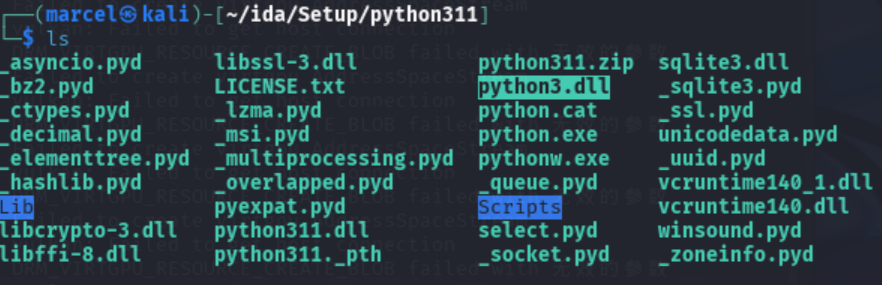 ┌──(marcel㉿kali)-[~/ida/Setup/python311]
└─$ ls
_asyncio.pyd libssl-3.dll python311.zip sqlite3.dll
_bz2.pyd LICENSE.txt python3.dll _sqlite3.pyd
_ctypes.pyd _lzma.pyd python.cat _ssl.pyd
_decimal.pyd _msi.pyd python.exe unicodedata.pyd
_elementtree.pyd _multiprocessing.pyd pythonw.exe _uuid.pyd
_hashlib.pyd _overlapped.pyd _queue.pyd vcruntime140_1.dll
Lib pyexpat.pyd Scripts vcruntime140.dll
libcrypto-3.dll python311.dll select.pyd winsound.pyd
libffi-8.dll python311._pth _socket.pyd _zoneinfo.pyd